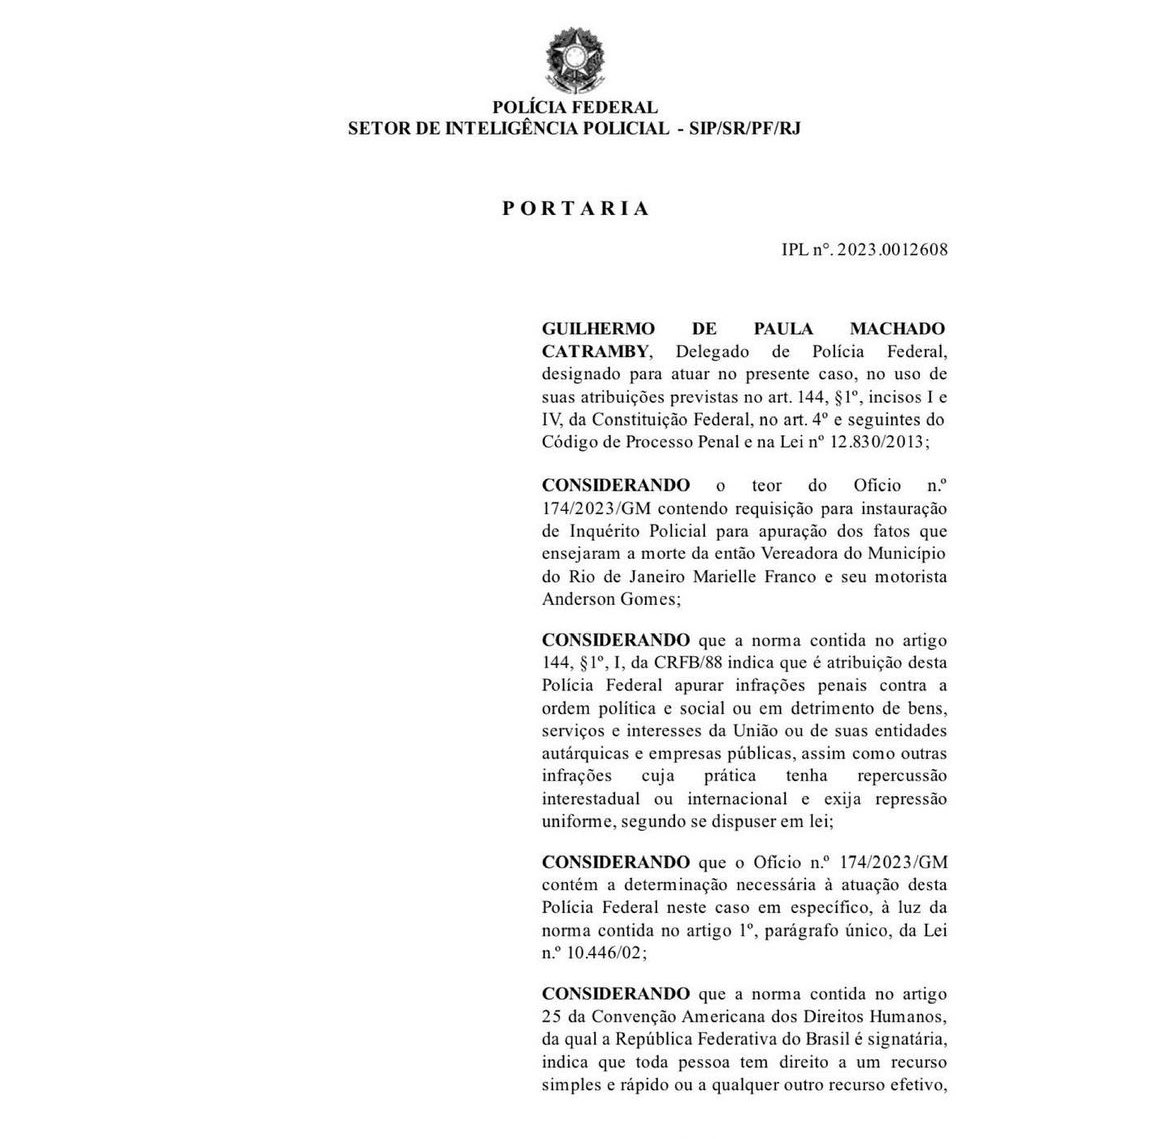 POLÍCIA FEDERAL
SETOR DE INTELIGÊNCIA POLICIAL - SIP/SR/PF/RJ
PORTARIA
IPL n°. 2023.0012608
GUILHERMO DE PAULA MACHADO
CATRAMBY, Delegado de Polícia Federal,
designado para atuar no presente caso, no uso de
suas atribuições previstas no art. 144, §1º, incisos I e
IV, da Constituição Federal, no art. 4º e seguintes do
Código de Processo Penal e na Lei nº 12.830/2013;
CONSIDERANDO o teor do Ofício n.º
174/2023/GM contendo requisição para instauração
de Inquérito Policial para apuração dos fatos que
ensejaram a morte da então Vereadora do Município
do Rio de Janeiro Marielle Franco e seu motorista
Anderson Gomes;
CONSIDERANDO que a norma contida no artigo
144, §1º, I, da CRFB/88 indica que é atribuição desta
Polícia Federal apurar infrações penais contra a
ordem política e social ou em detrimento de bens,
serviços e interesses da União ou de suas entidades
autárquicas e empresas públicas, assim como outras
infrações cuja prática tenha repercussão
interestadual ou internacional e exija repressão
uniforme, segundo se dispuser em lei;
CONSIDERANDO que o Ofício n.º 174/2023/GM
contém a determinação necessária à atuação desta
Polícia Federal neste caso em específico, à luz da
norma contida no artigo 1º, parágrafo único, da Lei
n.º 10.446/02;
CONSIDERANDO que a norma contida no artigo
25 da Convenção Americana dos Direitos Humanos,
da qual a República Federativa do Brasil é signatária,
indica que toda pessoa tem direito a um recurso
simples e rápido ou a qualquer outro recurso efetivo,